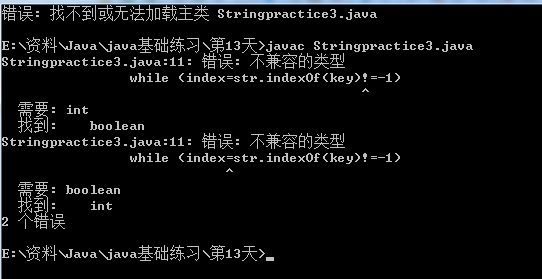 错误: 找不到或无法加载主类 Stringpractice3.java
E:\资料\Java\java基础练习\第13天>javac Stringpractice3.java
Stringpractice3.java:11: 错误: 不兼容的类型
while (index=str.indexOf(key)!=-1)
^
需要: int
找到: boolean
Stringpractice3.java:11: 错误: 不兼容的类型
while (index=str.indexOf(key)!=-1)
^
需要: boolean
找到: int
2 个错误
E:\资料\Java\java基础练习\第13天>_